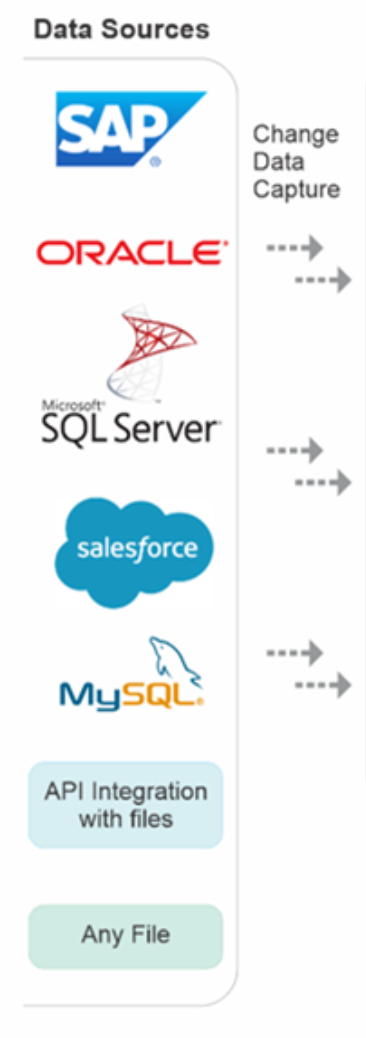 Data Sources
SAP
Change
Data
Capture
ORACLE
Microsoft
SQL Server
salesforce
MySQL
API Integration
with files
Any File